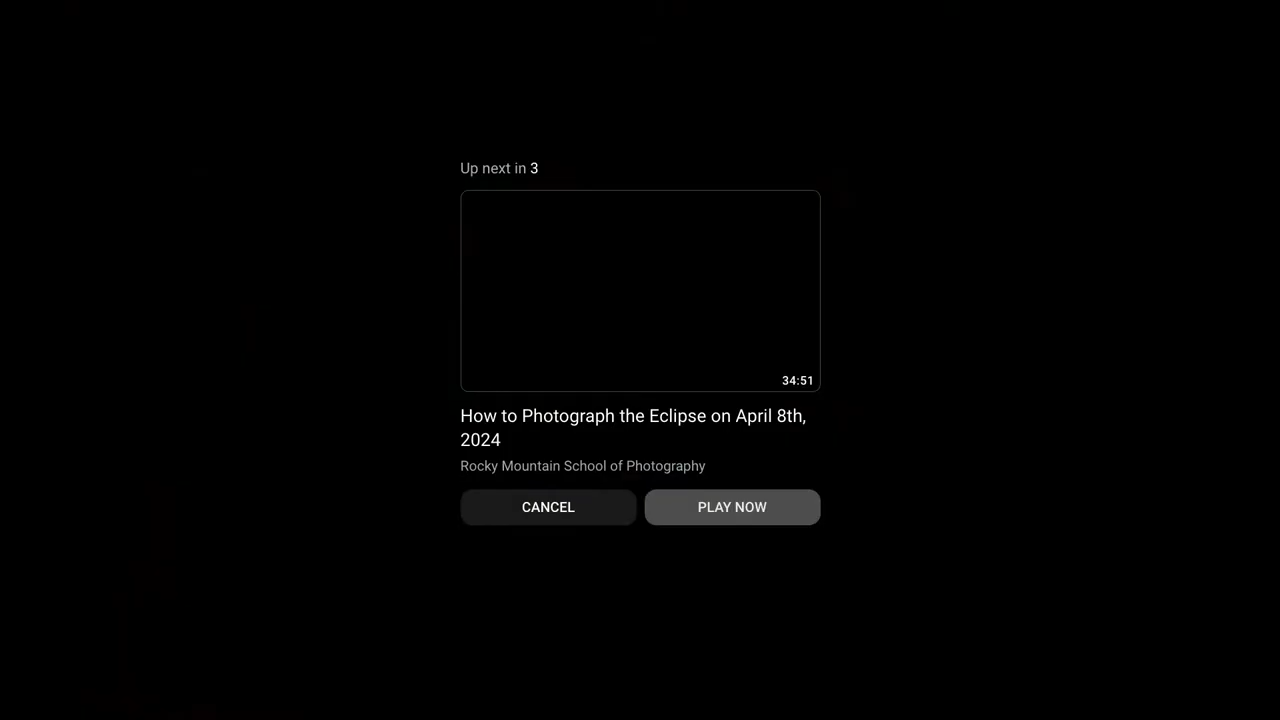 Up next in 3
34:51
How to Photograph the Eclipse on April 8th,
2024
Rocky Mountain School of Photography
CANCEL
PLAY NOW